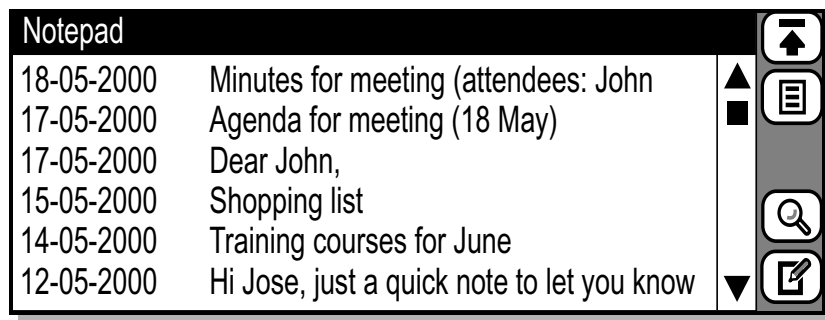 Notepad
18-05-2000 Minutes for meeting (attendees: John
17-05-2000 Agenda for meeting (18 May)
17-05-2000 Dear John,
15-05-2000 Shopping list
14-05-2000 Training courses for June
12-05-2000 Hi Jose, just a quick note to let you know